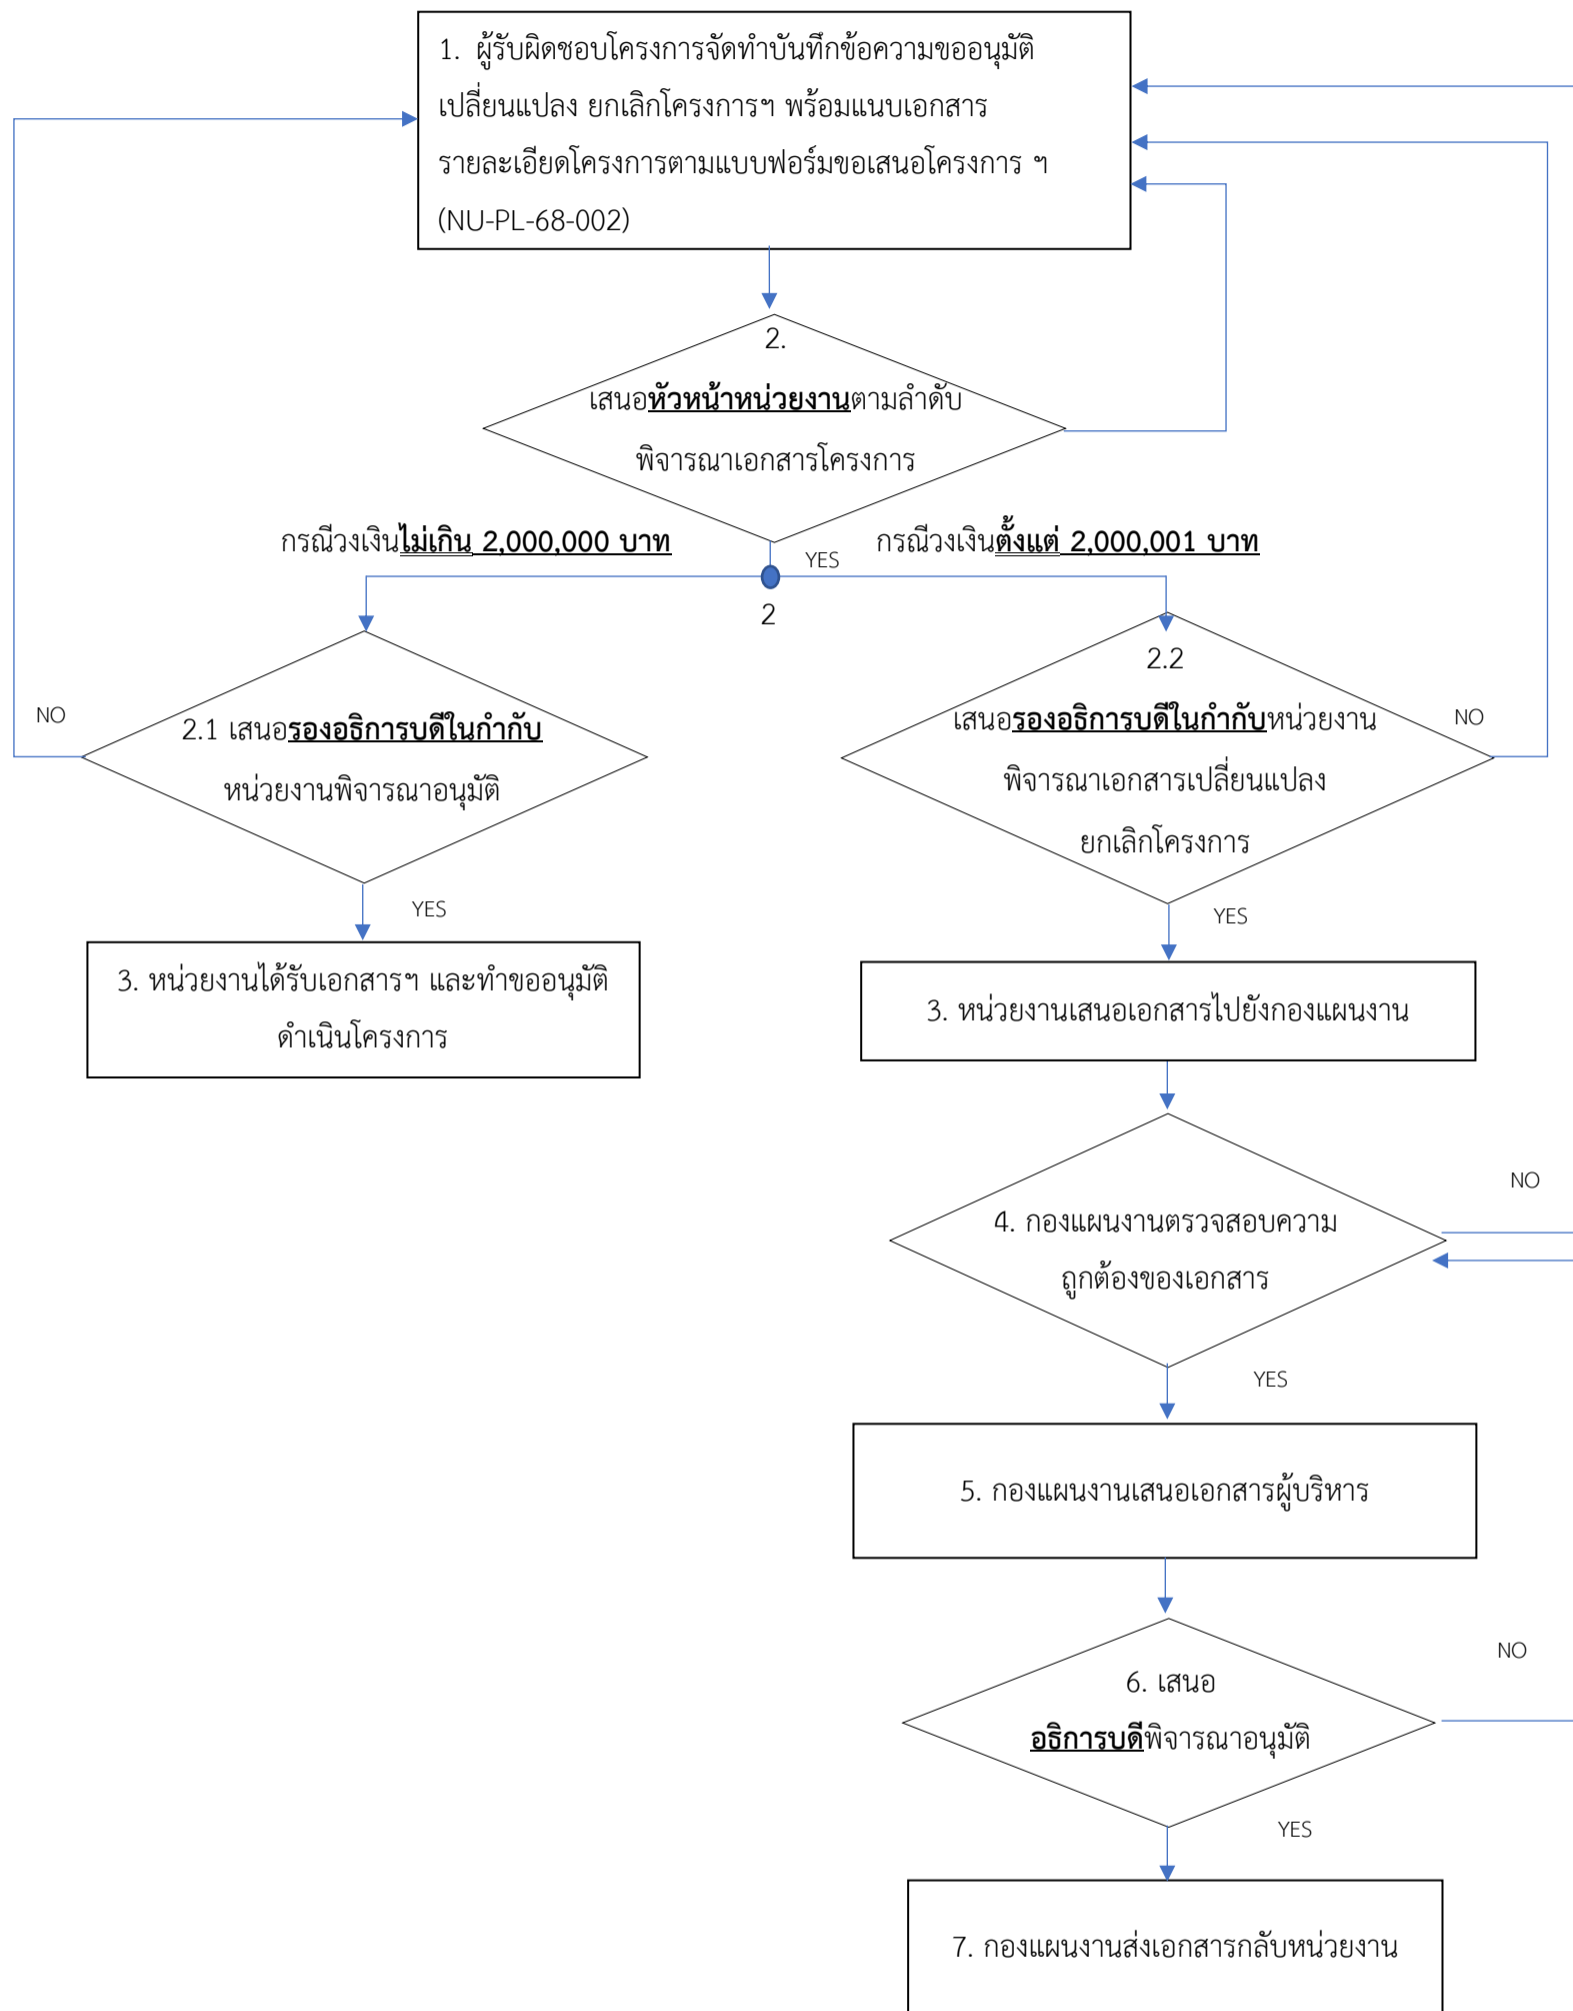 1. ผู้รับผิดชอบโครงการจัดทำบันทึกข้อความขออนุมัติ
เปลี่ยนแปลง ยกเลิกโครงการฯ พร้อมแนบเอกสาร
รายละเอียดโครงการตามแบบฟอร์มขอเสนอโครงการ ฯ
(NU-PL-68-002)
2.
เสนอหัวหน้าหน่วยงานตามลำดับ
พิจารณาเอกสารโครงการ
กรณีวงเงินไม่เกิน 2,000,000 บาท
YES
กรณีวงเงินตั้งแต่ 2,000,001 บาท
2
NO
2.1 เสนอรองอธิการบดีในกำกับ
หน่วยงานพิจารณาอนุมัติ
YES
3. หน่วยงานได้รับเอกสารฯ และทำขออนุมัติ
ดำเนินโครงการ
2.2
เสนอรองอธิการบดีในกำกับหน่วยงาน
พิจารณาเอกสารเปลี่ยนแปลง
ยกเลิกโครงการ
NO
YES
3. หน่วยงานเสนอเอกสารไปยังกองแผนงาน
4. กองแผนงานตรวจสอบความ
ถูกต้องของเอกสาร
NO
YES
5. กองแผนงานเสนอเอกสารผู้บริหาร
6. เสนอ
อธิการบดีพิจารณาอนุมัติ
NO
YES
7. กองแผนงานส่งเอกสารกลับหน่วยงาน